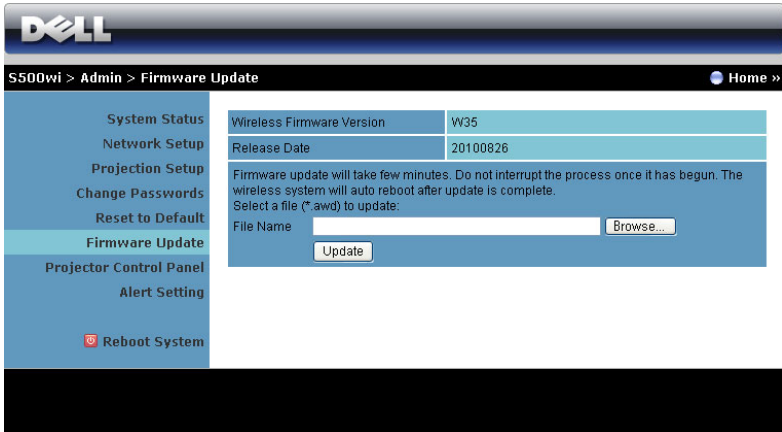 DELL
S500wi > Admin > Firmware Update
Home »
System Status
Network Setup
Projection Setup
Change Passwords
Reset to Default
Firmware Update
Projector Control Panel
Alert Setting
Reboot System
Wireless Firmware Version W35
Release Date 20100826
Firmware update will take few minutes. Do not interrupt the process once it has begun. The
wireless system will auto reboot after update is complete.
Select a file (*.awd) to update:
File Name Browse...
Update